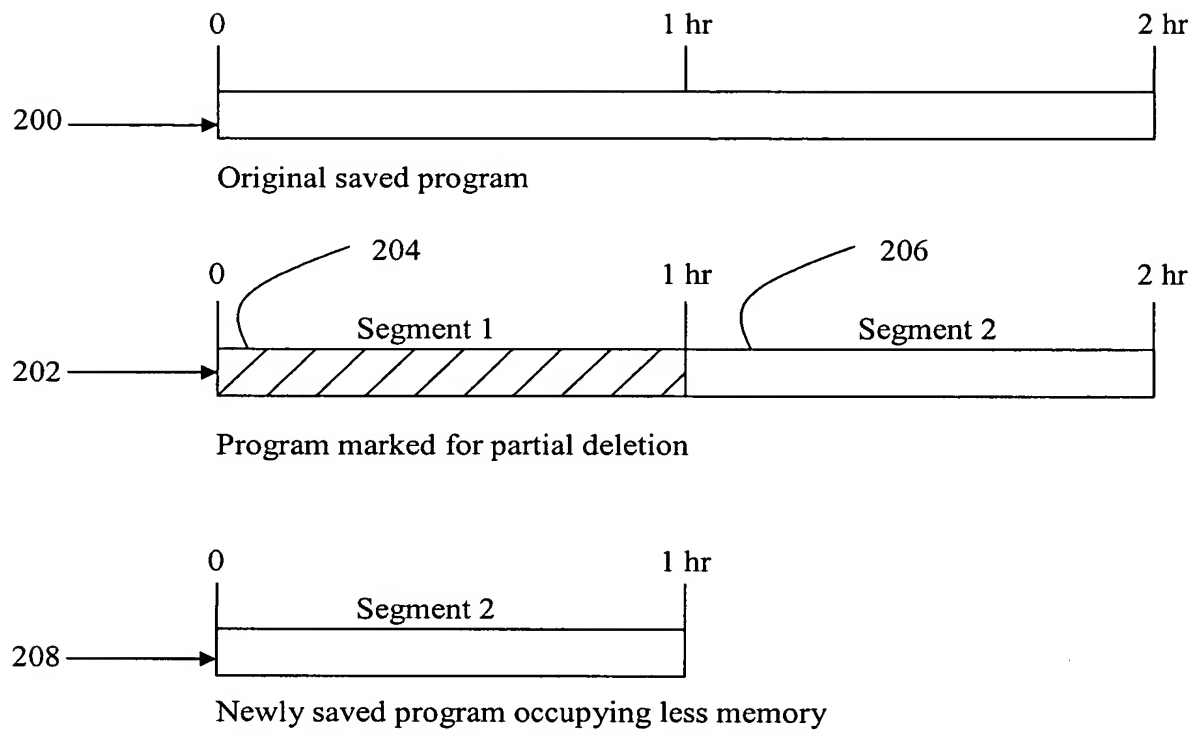 0 1 hr 2 hr
200
Original saved program
204 206
0 1 hr 2 hr
Segment 1 Segment 2
202
Program marked for partial deletion
0 1 hr
Segment 2
208
Newly saved program occupying less memory